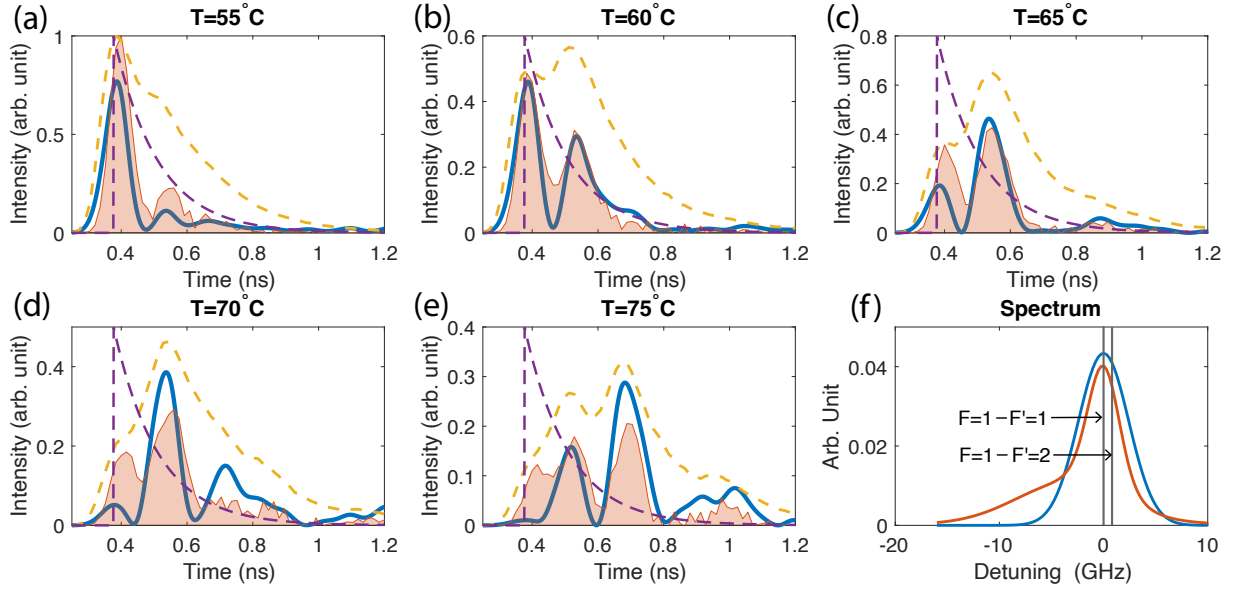 (a) T=55°C
1
0.5
0
0.4 0.6 0.8 1 1.2
Intensity (arb. unit)
Time (ns)
(b) T=60°C
0.6
0.4
0.2
0
0.4 0.6 0.8 1 1.2
Intensity (arb. unit)
Time (ns)
(c) T=65°C
0.8
0.6
0.4
0.2
0
0.4 0.6 0.8 1 1.2
Intensity (arb. unit)
Time (ns)
(d) T=70°C
0.4
0.2
0
0.4 0.6 0.8 1 1.2
Intensity (arb. unit)
Time (ns)
(e) T=75°C
0.4
0.3
0.2
0.1
0
0.4 0.6 0.8 1 1.2
Intensity (arb. unit)
Time (ns)
(f) Spectrum
0.04
0.02
0
-20 -10 0 10
Arb. Unit
F=1−F'=1
F=1−F'=2
Detuning (GHz)